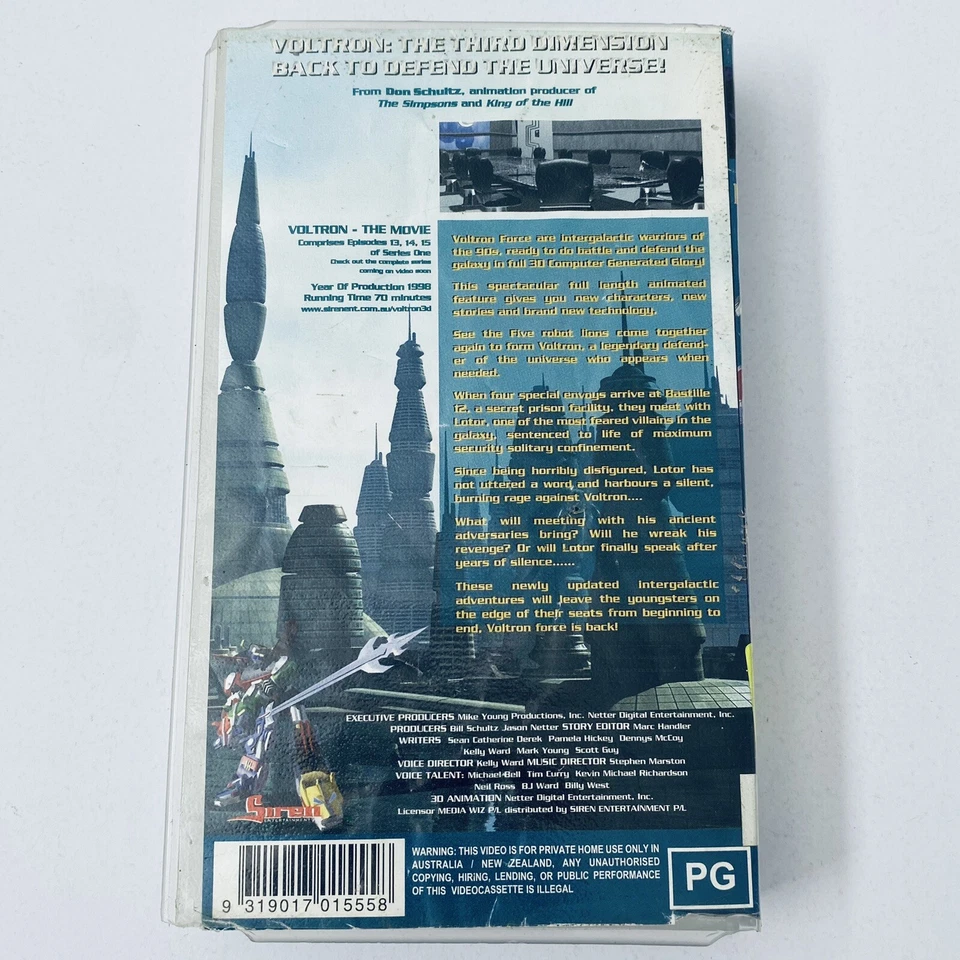 VOLTRON: THE THIRD DIMENSION
BACK TO DEFEND THE UNIVERSE!
From Don Schultz, animation producer of
The Simpsons and King of the Hill
VOLTRON - THE MOVIE
Comprises Episodes 13, 14, 15
of Series One
Check out the complete series
coming on video soon
Year Of Production 1998
Running Time 70 minutes
www.sirenent.com.au/voltron3d
Voltron Force are intergalactic warriors of
the 90s, ready to do battle and defend the
galaxy in full 3D Computer Generated Glory!
This spectacular full length animated
feature gives you new characters, new
stories and brand new technology.
See the Five robot lions come together
again to form Voltron, a legendary defend-
er of the universe who appears when
needed.
When four special envoys arrive at Bastille
12, a secret prison facility, they meet with
Lotor, one of the most feared villains in the
galaxy, sentenced to life of maximum
security solitary confinement.
Since being horribly disfigured, Lotor has
not uttered a word and harbours a silent,
burning rage against Voltron....
What will meeting with his ancient
adversaries bring? Will he wreak his
revenge? Or will Lotor finally speak after
years of silence......
These newly updated intergalactic
adventures will leave the youngsters on
the edge of their seats from beginning to
end, Voltron force is back!
EXECUTIVE PRODUCERS Mike Young Productions, Inc. Netter Digital Entertainment, Inc.
PRODUCERS Bill Schultz Jason Netter STORY EDITOR Marc Handler
WRITERS Sean Catherine Derek Pamela Hickey Dennys McCoy
Kelly Ward Mark Young Scott Guy
VOICE DIRECTOR Kelly Ward MUSIC DIRECTOR Stephen Marston
VOICE TALENT: Michael Bell Tim Curry Kevin Michael Richardson
Neil Ross BJ Ward Billy West
3D ANIMATION Netter Digital Entertainment, Inc.
Licensor MEDIA WIZ P/L distributed by SIREN ENTERTAINMENT P/L
Siren
ENTERTAINMENT
WARNING: THIS VIDEO IS FOR PRIVATE HOME USE ONLY IN
AUSTRALIA / NEW ZEALAND, ANY UNAUTHORISED
COPYING, HIRING, LENDING, OR PUBLIC PERFORMANCE
OF THIS VIDEOCASSETTE IS ILLEGAL
PG
9 319017 015558